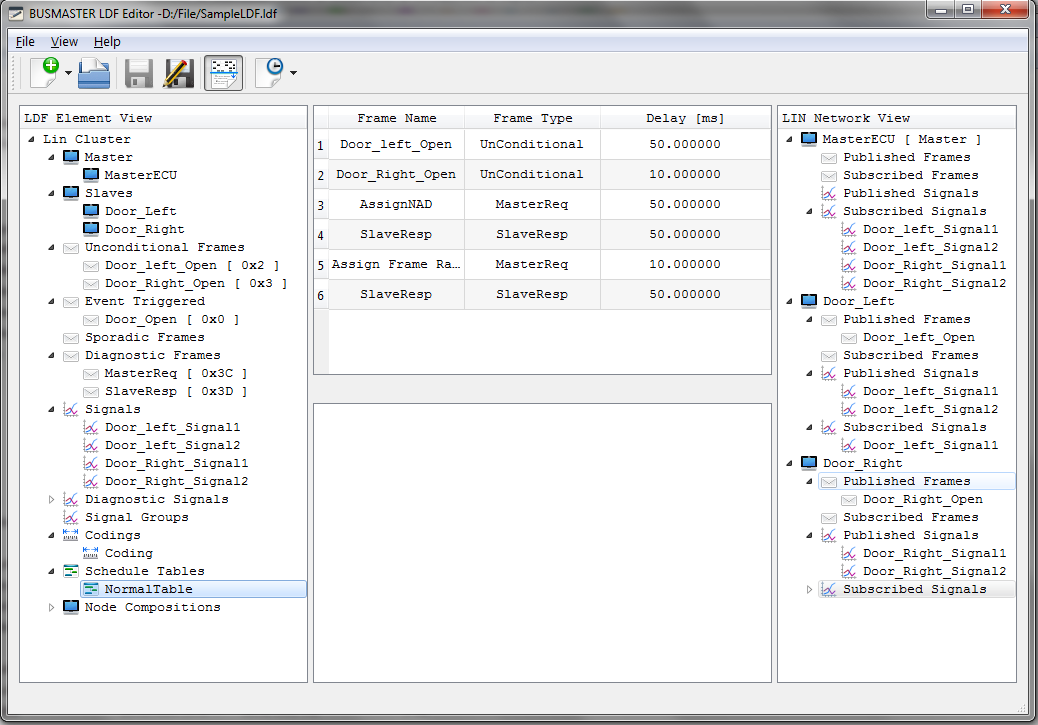 BUSMASTER LDF Editor -D:/File/SampleLDF.ldf
File View Help
LDF Element View
Lin Cluster
Master
MasterECU
Slaves
Door_Left
Door_Right
Unconditional Frames
Door_left_Open [ 0x2 ]
Door_Right_Open [ 0x3 ]
Event Triggered
Door_Open [ 0x0 ]
Sporadic Frames
Diagnostic Frames
MasterReq [ 0x3C ]
SlaveResp [ 0x3D ]
Signals
Door_left_Signal1
Door_left_Signal2
Door_Right_Signal1
Door_Right_Signal2
Diagnostic Signals
Signal Groups
Codings
Coding
Schedule Tables
NormalTable
Node Compositions
Frame Name Frame Type Delay [ms]
1 Door_left_Open UnConditional 50.000000
2 Door_Right_Open UnConditional 10.000000
3 AssignNAD MasterReq 50.000000
4 SlaveResp SlaveResp 50.000000
5 Assign Frame Ra... MasterReq 10.000000
6 SlaveResp SlaveResp 50.000000
LIN Network View
MasterECU [ Master ]
Published Frames
Subscribed Frames
Published Signals
Subscribed Signals
Door_left_Signal1
Door_left_Signal2
Door_Right_Signal1
Door_Right_Signal2
Door_Left
Published Frames
Door_left_Open
Subscribed Frames
Published Signals
Door_left_Signal1
Door_left_Signal2
Subscribed Signals
Door_left_Signal1
Door_Right
Published Frames
Door_Right_Open
Subscribed Frames
Published Signals
Door_Right_Signal1
Door_Right_Signal2
Subscribed Signals